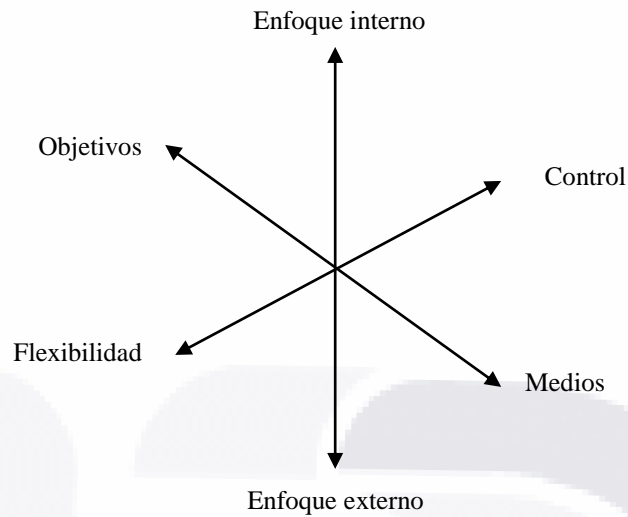 Enfoque interno
Objetivos
Control
Flexibilidad
Medios
Enfoque externo